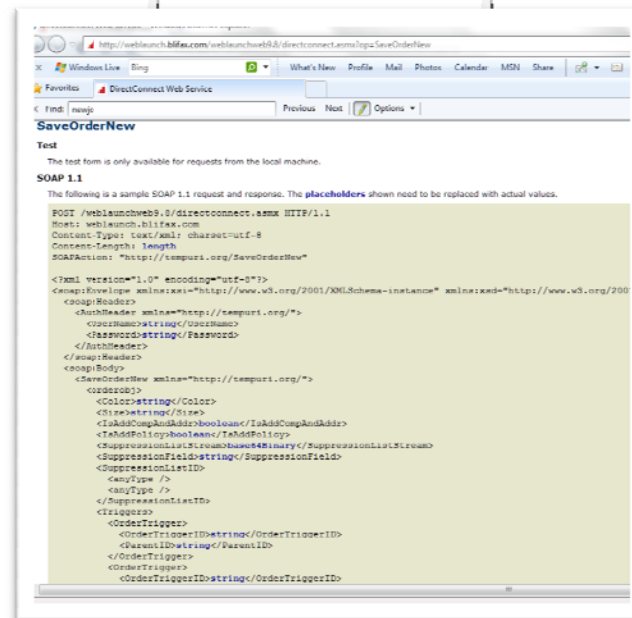 http://weblaunch.blifax.com/weblaunchweb9.8/directconnect.asmx?op=SaveOrderNew
x Windows Live Bing What's New Profile Mail Photos Calendar MSN Share
Favorites DirectConnect Web Service
Find: newjo Previous Next Options
SaveOrderNew
Test
The test form is only available for requests from the local machine.
SOAP 1.1
The following is a sample SOAP 1.1 request and response. The placeholders shown need to be replaced with actual values.
POST /weblaunchweb9.8/directconnect.asmx HTTP/1.1
Host: weblaunch.blifax.com
Content-Type: text/xml; charset=utf-8
Content-Length: length
SOAPAction: "http://tempuri.org/SaveOrderNew"
<?xml version="1.0" encoding="utf-8"?>
<soap:Envelope xmlns:xsi="http://www.w3.org/2001/XMLSchema-instance" xmlns:xsd="http://www.w3.org/200
<soap:Header>
<AuthHeader xmlns="http://tempuri.org/">
<UserName>string</UserName>
<Password>string</Password>
</AuthHeader>
</soap:Header>
<soap:Body>
<SaveOrderNew xmlns="http://tempuri.org/">
<orderobj>
<Color>string</Color>
<Size>string</Size>
<IsAddCompAndAddr>boolean</IsAddCompAndAddr>
<IsAddPolicy>boolean</IsAddPolicy>
<SuppressionListStream>base64Binary</SuppressionListStream>
<SuppressionField>string</SuppressionField>
<SuppressionListID>
<anyType />
<anyType />
</SuppressionListID>
<Triggers>
<OrderTrigger>
<OrderTriggerID>string</OrderTriggerID>
<ParentID>string</ParentID>
</OrderTrigger>
<OrderTrigger>
<OrderTriggerID>string</OrderTriggerID>